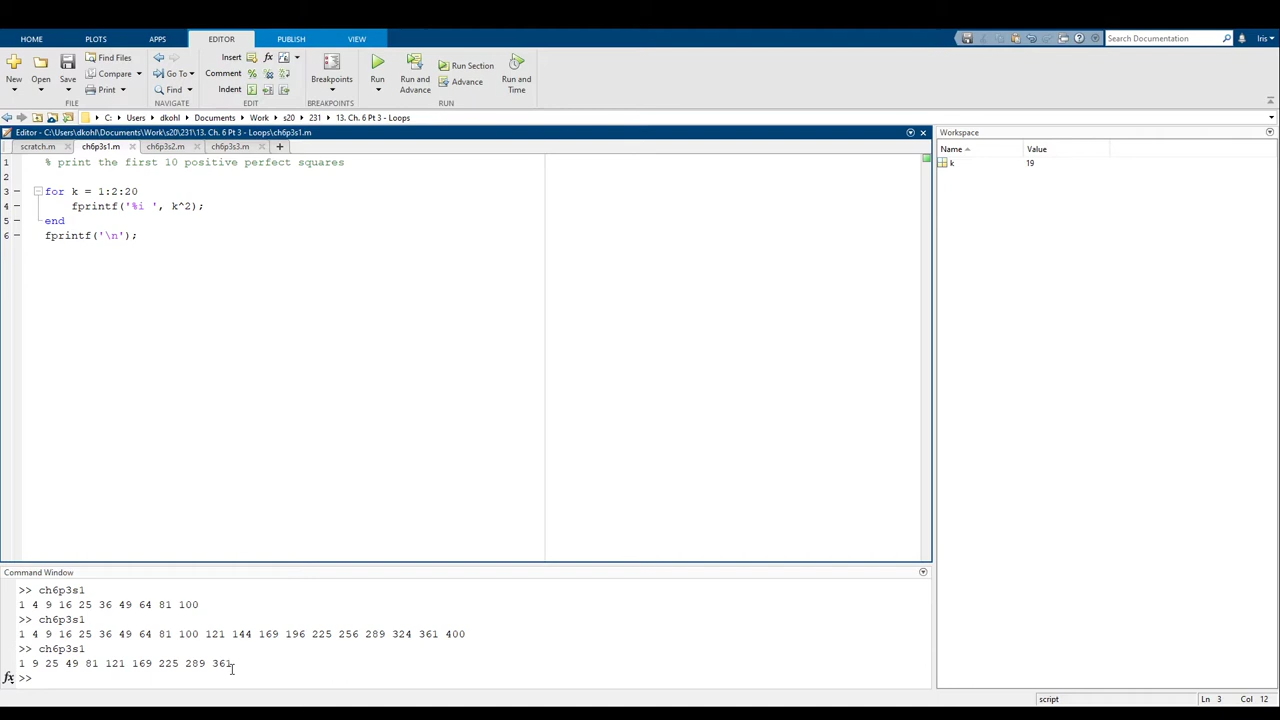 HOME PLOTS APPS EDITOR PUBLISH VIEW Search Documentation Iris
New Open Save Find Files Compare Print Go To Find Insert fx Comment % Indent Breakpoints Run Run and Advance Run Section Advance Run and Time
FILE NAVIGATE EDIT BREAKPOINTS RUN
C: Users dkohl Documents Work s20 231 13. Ch. 6 Pt 3 - Loops
Editor - C:\Users\dkohl\Documents\Work\s20\231\13. Ch. 6 Pt 3 - Loops\ch6p3s1.m
scratch.m ch6p3s1.m ch6p3s2.m ch6p3s3.m
1 % print the first 10 positive perfect squares
2
3 for k = 1:2:20
4 fprintf('%i ', k^2);
5 end
6 fprintf('\n');
Workspace
Name Value
k 19
Command Window
>> ch6p3s1
1 4 9 16 25 36 49 64 81 100
>> ch6p3s1
1 4 9 16 25 36 49 64 81 100 121 144 169 196 225 256 289 324 361 400
>> ch6p3s1
1 9 25 49 81 121 169 225 289 361
fx >>
script Ln 3 Col 12